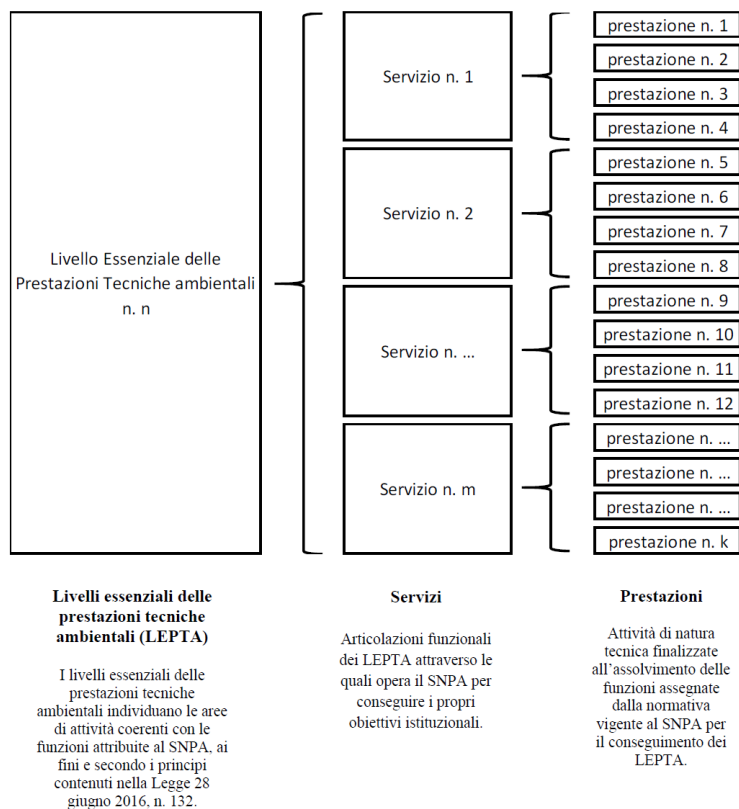 Livello Essenziale delle
Prestazioni Tecniche ambientali
n. n
Servizio n. 1
Servizio n. 2
Servizio n. ...
Servizio n. m
prestazione n. 1
prestazione n. 2
prestazione n. 3
prestazione n. 4
prestazione n. 5
prestazione n. 6
prestazione n. 7
prestazione n. 8
prestazione n. 9
prestazione n. 10
prestazione n. 11
prestazione n. 12
prestazione n. ...
prestazione n. ...
prestazione n. ...
prestazione n. k
Livelli essenziali delle
prestazioni tecniche
ambientali (LEPTA)
I livelli essenziali delle
prestazioni tecniche
ambientali individuano le aree
di attività coerenti con le
funzioni attribuite al SNPA, ai
fini e secondo i principi
contenuti nella Legge 28
giugno 2016, n. 132.
Servizi
Articolazioni funzionali
dei LEPTA attraverso le
quali opera il SNPA per
conseguire i propri
obiettivi istituzionali.
Prestazioni
Attività di natura
tecnica finalizzate
all'assolvimento delle
funzioni assegnate
dalla normativa
vigente al SNPA per
il conseguimento dei
LEPTA.